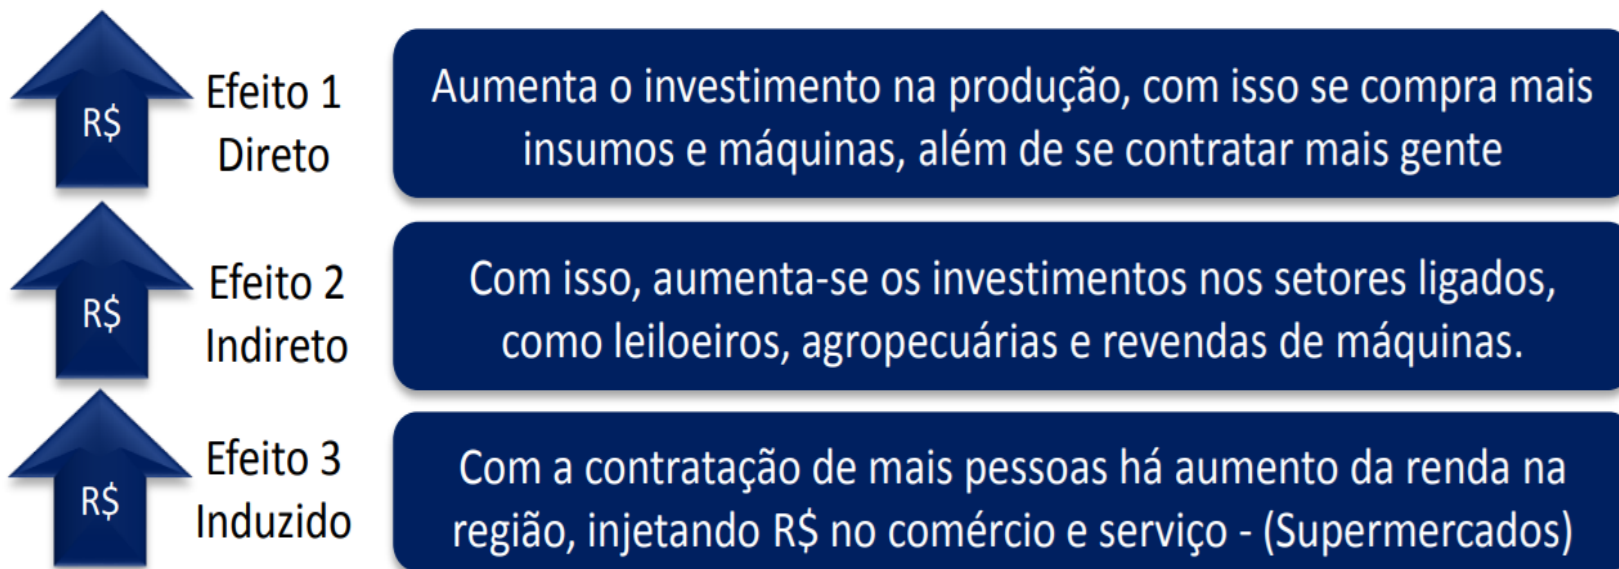 R$
Efeito 1
Direto
Aumenta o investimento na produção, com isso se compra mais
insumos e máquinas, além de se contratar mais gente
R$
Efeito 2
Indireto
Com isso, aumenta-se os investimentos nos setores ligados,
como leiloeiros, agropecuárias e revendas de máquinas.
R$
Efeito 3
Induzido
Com a contratação de mais pessoas há aumento da renda na
região, injetando R$ no comércio e serviço - (Supermercados)